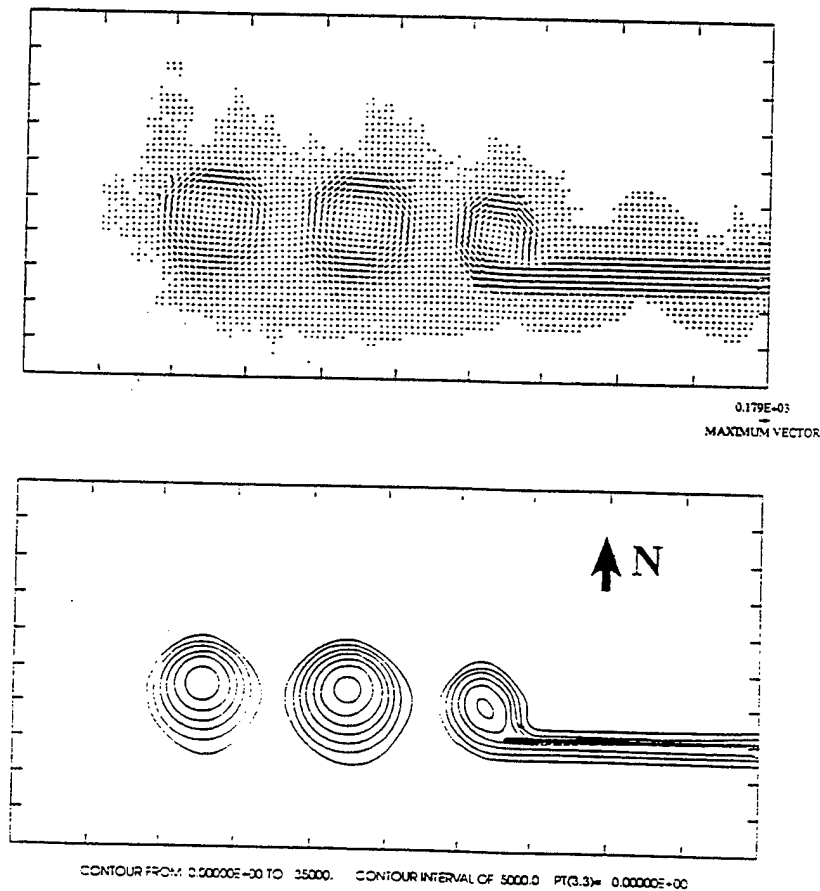 0.179E+03
MAXIMUM VECTOR
N
CONTOUR FROM 0.00000E+00 TO 35000. CONTOUR INTERVAL OF 5000.0 PT(3.3)= 0.00000E+00